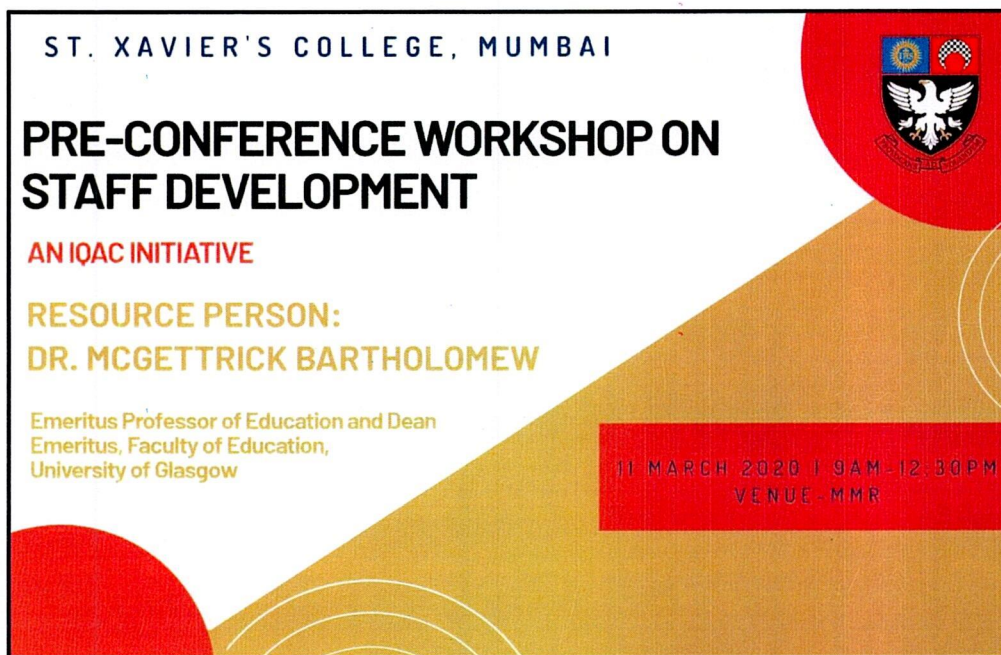 ST. XAVIER'S COLLEGE, MUMBAI
PRE-CONFERENCE WORKSHOP ON
STAFF DEVELOPMENT
AN IQAC INITIATIVE
RESOURCE PERSON:
DR. MCGETTRICK BARTHOLOMEW
Emeritus Professor of Education and Dean
Emeritus, Faculty of Education,
University of Glasgow
11 MARCH 2020 | 9AM-12:30PM
VENUE-MMR